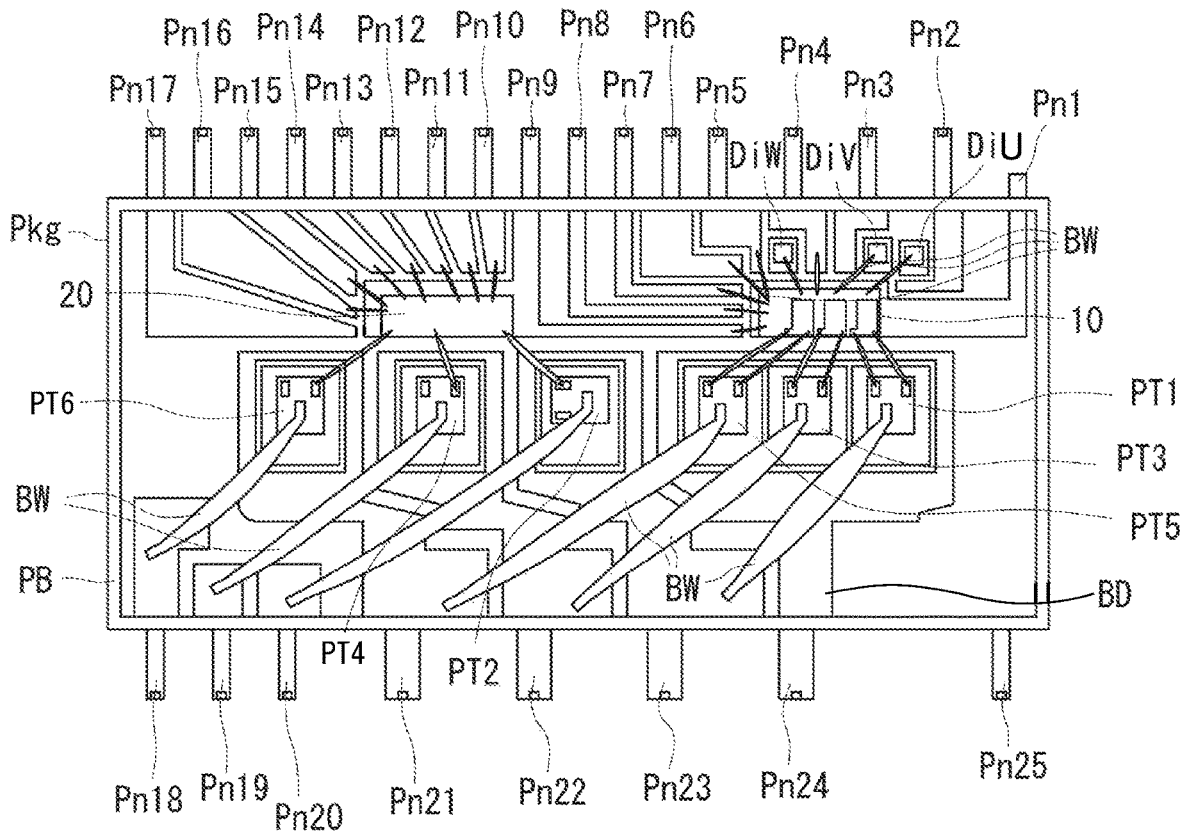 Pn16 Pn14 Pn12 Pn10 Pn8 Pn6 Pn4 Pn2
Pn17 Pn15 Pn13 Pn11 Pn9 Pn7 Pn5 Pn3 Pn1
DiW DiV DiU
Pkg BW
20 10
PT6 PT1
PT3
BW PT5
PB BW BD
PT4 PT2
Pn18 Pn19 Pn20 Pn21 Pn22 Pn23 Pn24 Pn25